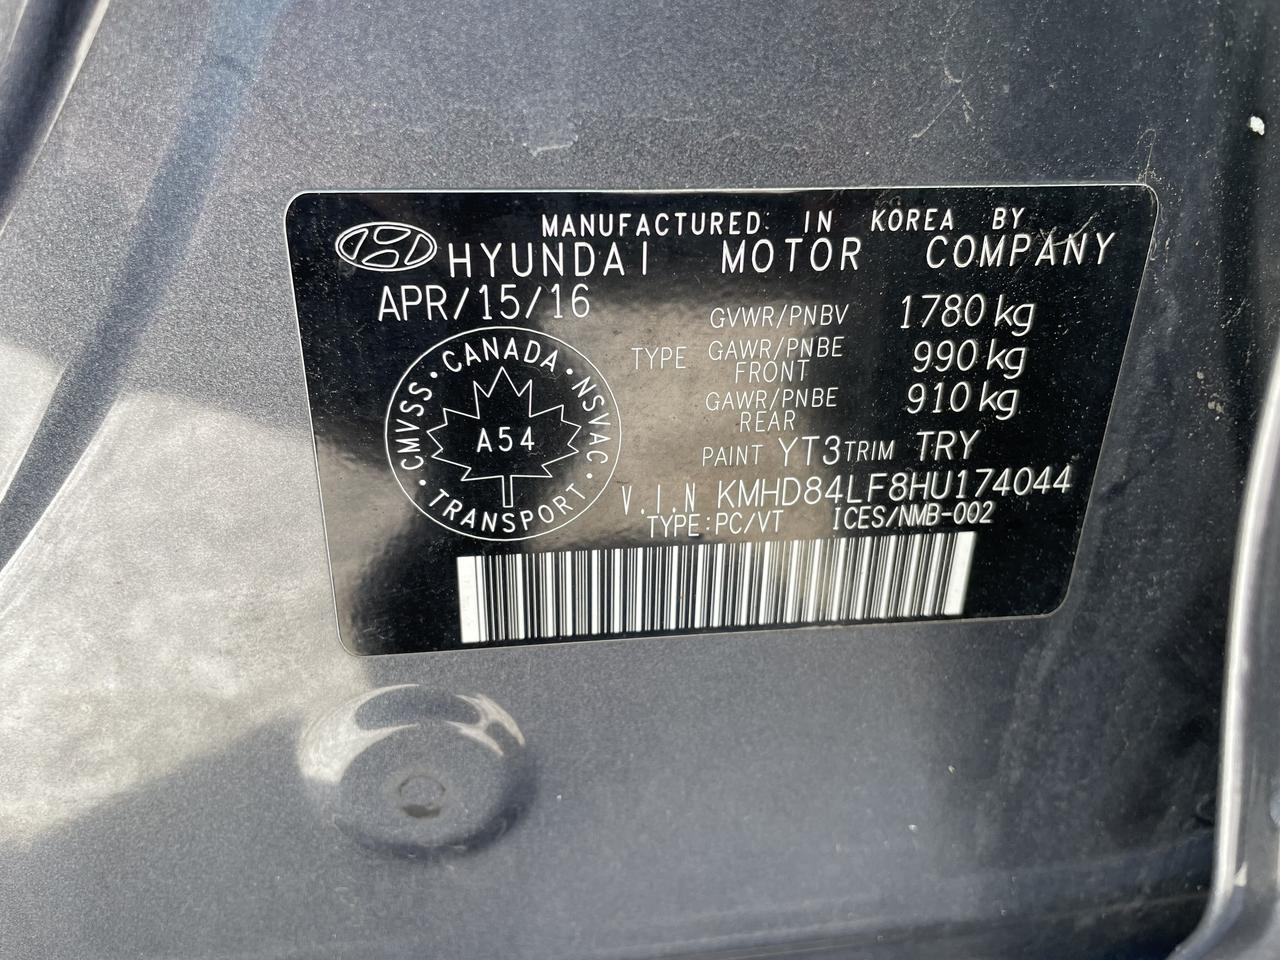 MANUFACTURED IN KOREA BY
HYUNDAI MOTOR COMPANY
APR/15/16
GVWR/PNBV 1780 kg
TYPE GAWR/PNBE FRONT 990 kg
GAWR/PNBE REAR 910 kg
PAINT YT3 TRIM TRY
V.I.N KMHD84LF8HU174044
TYPE:PC/VT ICES/NMB-002
CANADA · NSVAC · TRANSPORT · CMVSS ·
A54